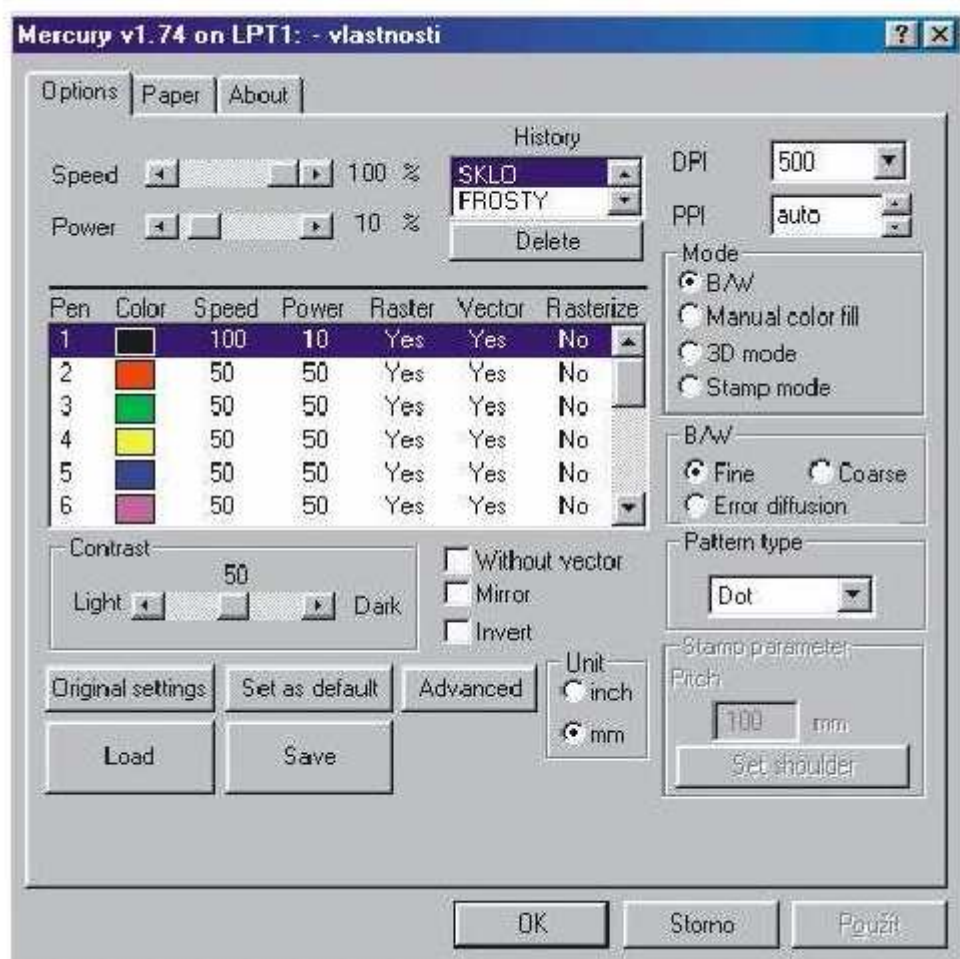 Mercury v1.74 on LPT1: - vlastnosti
Options Paper About
Speed 100 %
Power 10 %
History
SKLO
FROSTY
Delete
DPI 500
PPI auto
Mode
B/W
Manual color fill
3D mode
Stamp mode
Pen Color Speed Power Raster Vector Rasterize
1 100 10 Yes Yes No
2 50 50 Yes Yes No
3 50 50 Yes Yes No
4 50 50 Yes Yes No
5 50 50 Yes Yes No
6 50 50 Yes Yes No
B/W
Fine Coarse
Error diffusion
Contrast
50
Light Dark
Without vector
Mirror
Invert
Pattern type
Dot
Original settings Set as default Advanced
Load Save
Unit
inch
mm
Stamp parameter
Pitch
100 mm
Set shoulder
OK Storno Použít